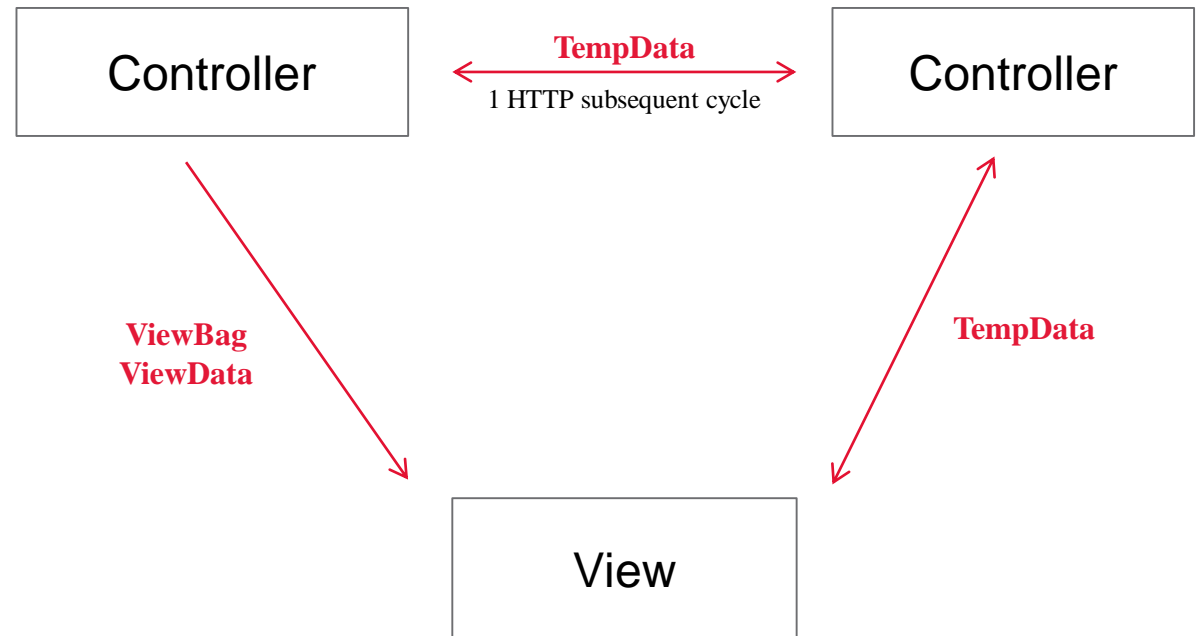 Controller
TempData
1 HTTP subsequent cycle
Controller
ViewBag
ViewData
TempData
View